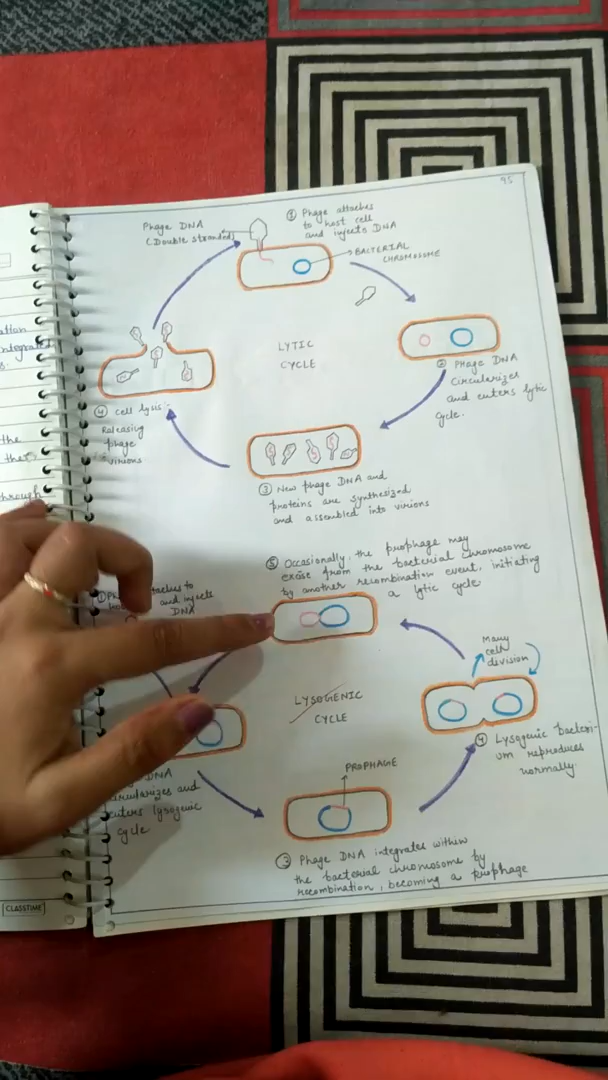 95
Phage DNA
(Double stranded)
① Phage attaches
to host cell
and injects DNA
BACTERIAL
CHROMOSOME
LYTIC
CYCLE
② Phage DNA
Circularizes
and enters lytic
cycle.
③ New phage DNA and
proteins are synthesized
and assembled into virions
④ Cell lysis:-
Releasing
phage
virions
⑤ Occasionally, the prophage may
excise from the bacterial chromosome
by another recombination event, initiating
a lytic cycle.
①
to
and injects
DNA
Many
cell
division
LYSOGENIC
CYCLE
④ Lysogenic bacteri-
um reproduces
normally.
PROPHAGE
DNA
circularizes and
enters lysogenic
cycle
③ Phage DNA integrates within
the bacterial chromosome by
recombination, becoming a prophage
the
CLASSTIME